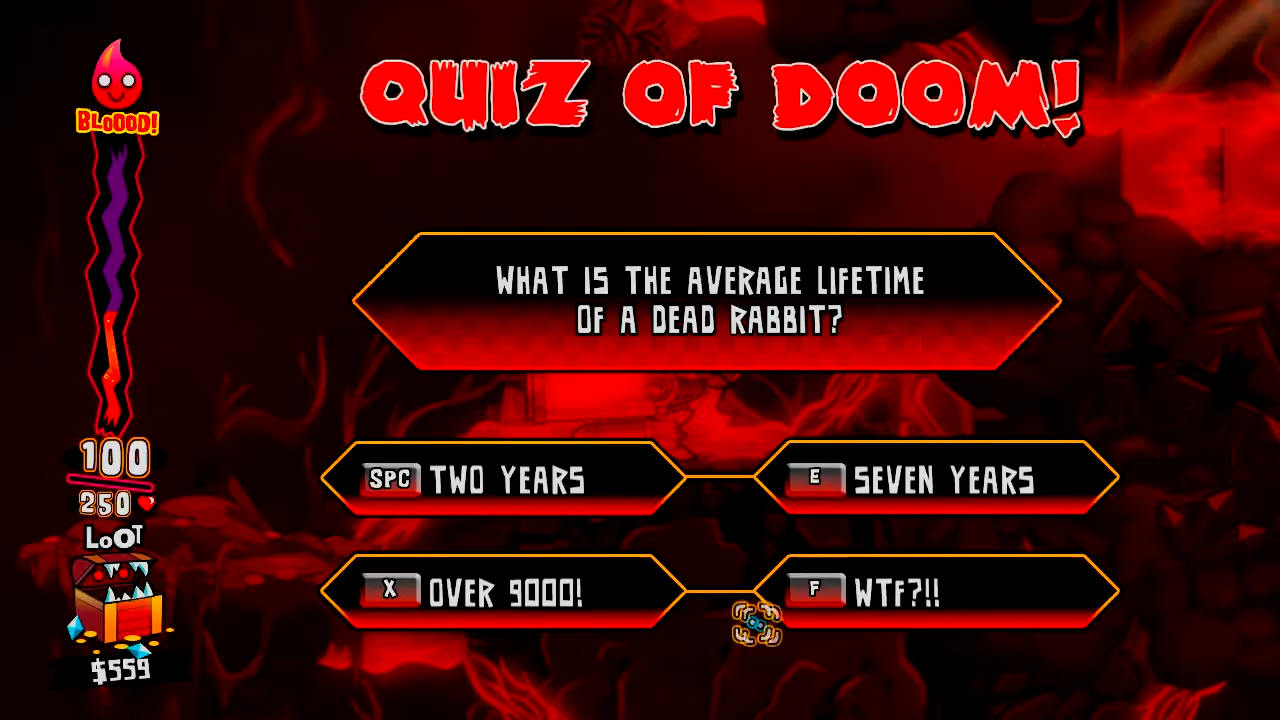 QUIZ OF DOOM!
BLOOOD!
WHAT IS THE AVERAGE LIFETIME
OF A DEAD RABBIT?
100
250
LOOT
$559
SPC TWO YEARS
E SEVEN YEARS
X OVER 9000!
F WTF?!!